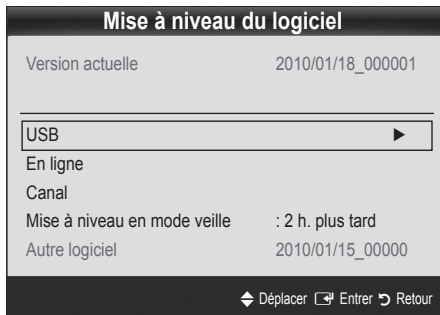 Mise à niveau du logiciel
Version actuelle 2010/01/18_000001
USB ►
En ligne
Canal
Mise à niveau en mode veille : 2 h. plus tard
Autre logiciel 2010/01/15_00000
Déplacer Entrer Retour